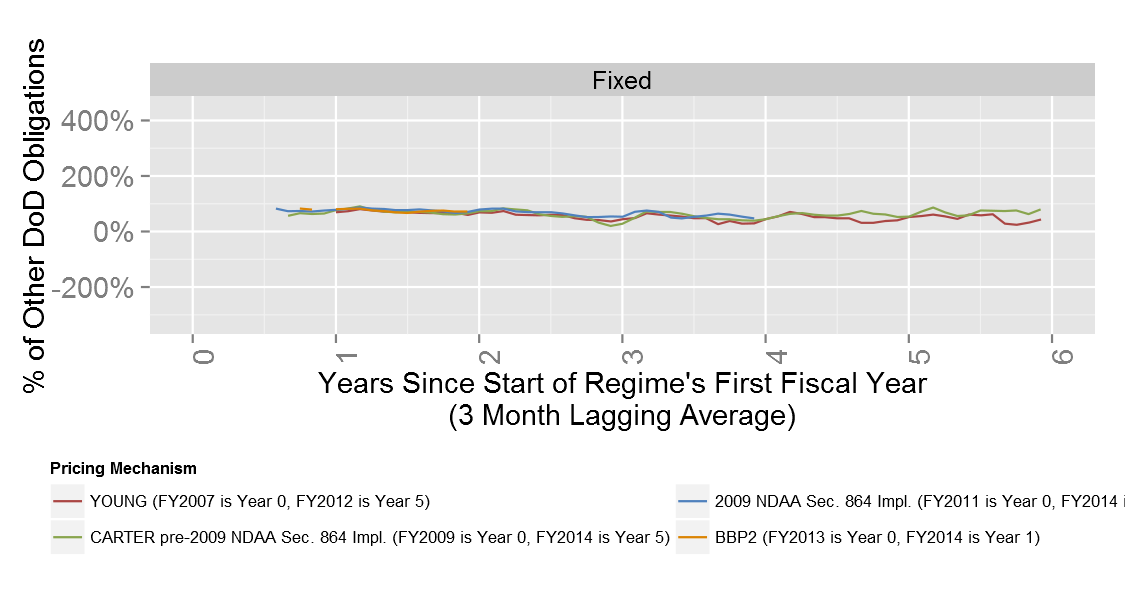 Fixed
% of Other DoD Obligations
400%
200%
0%
-200%
0
1
2
3
4
5
6
Years Since Start of Regime's First Fiscal Year
(3 Month Lagging Average)
Pricing Mechanism
YOUNG (FY2007 is Year 0, FY2012 is Year 5)
2009 NDAA Sec. 864 Impl. (FY2011 is Year 0, FY2014 i
CARTER pre-2009 NDAA Sec. 864 Impl. (FY2009 is Year 0, FY2014 is Year 5)
BBP2 (FY2013 is Year 0, FY2014 is Year 1)